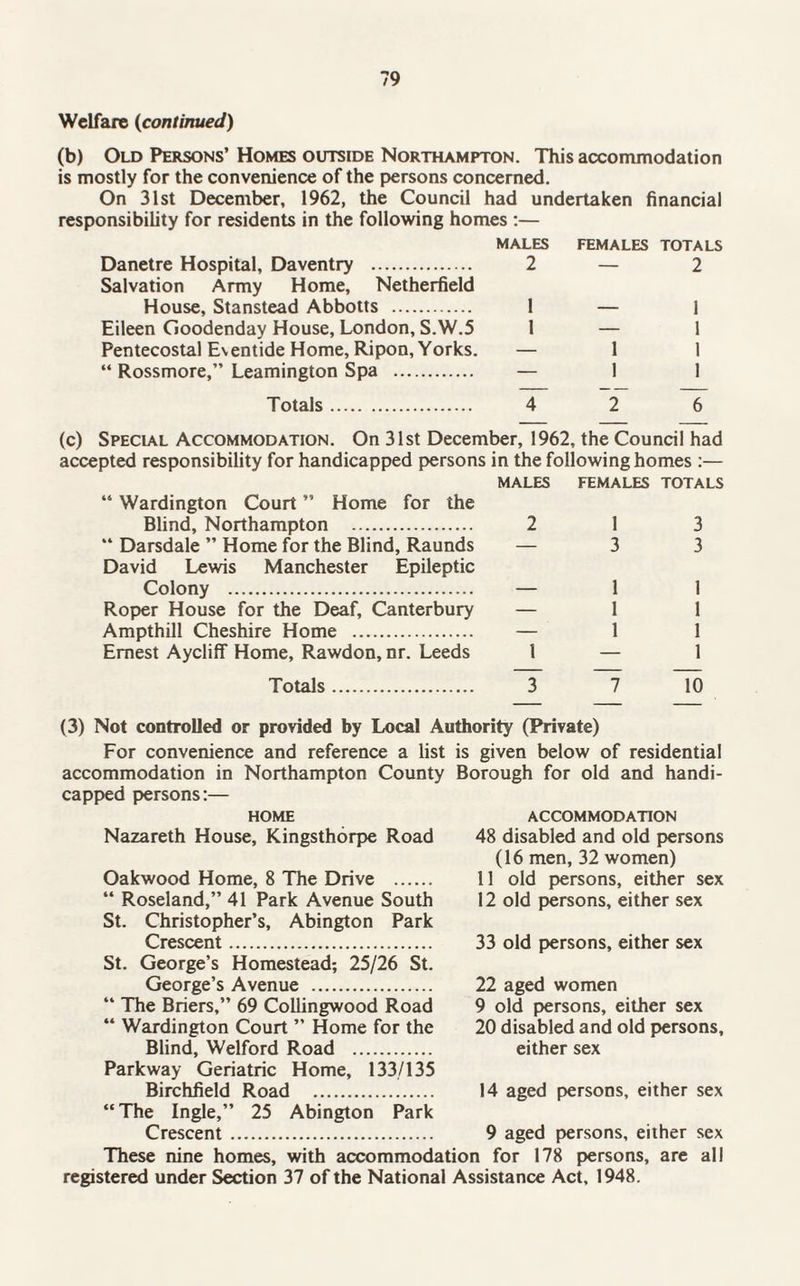 79
Welfare (continued)
(b) Old Persons' Homes outside Northampton. This accommodation
is mostly for the convenience of the persons concerned.
On 31st December, 1962, the Council had undertaken financial
responsibility for residents in the following homes :—
MALES FEMALES TOTALS
Danetre Hospital, Daventry ............... 2 — 2
Salvation Army Home, Netherfield
House, Stanstead Abbotts ............ 1 — 1
Eileen Goodenday House, London, S.W.5 1 — 1
Pentecostal Eventide Home, Ripon, Yorks. — 1 1
“ Rossmore,” Leamington Spa ............ — 1 1
Totals ..................... 4 2 6
(c) Special Accommodation. On 31st December, 1962, the Council had
accepted responsibility for handicapped persons in the following homes :—
MALES FEMALES TOTALS
“ Wardington Court ” Home for the
Blind, Northampton .................. 2 1 3
“ Darsdale ” Home for the Blind, Raunds — 3 3
David Lewis Manchester Epileptic
Colony .................................... — 1 1
Roper House for the Deaf, Canterbury — 1 1
Ampthill Cheshire Home .................. — 1 1
Ernest Aycliff Home, Rawdon, nr. Leeds 1 — 1
Totals ..................... 3 7 10
(3) Not controlled or provided by Local Authority (Private)
For convenience and reference a list is given below of residential
accommodation in Northampton County Borough for old and handi-
capped persons:—
HOME ACCOMMODATION
Nazareth House, Kingsthorpe Road 48 disabled and old persons
(16 men, 32 women)
Oakwood Home, 8 The Drive ...... 11 old persons, either sex
“ Roseland,” 41 Park Avenue South 12 old persons, either sex
St. Christopher's, Abington Park
Crescent .............................. 33 old persons, either sex
St. George's Homestead; 25/26 St.
George's Avenue .................. 22 aged women
“ The Briers,” 69 Collingwood Road 9 old persons, either sex
“ Wardington Court ” Home for the 20 disabled and old persons,
Blind, Welford Road ............ either sex
Parkway Geriatric Home, 133/135
Birchfield Road .................. 14 aged persons, either sex
“The Ingle,” 25 Abington Park
Crescent .............................. 9 aged persons, either sex
These nine homes, with accommodation for 178 persons, are all
registered under Section 37 of the National Assistance Act, 1948.